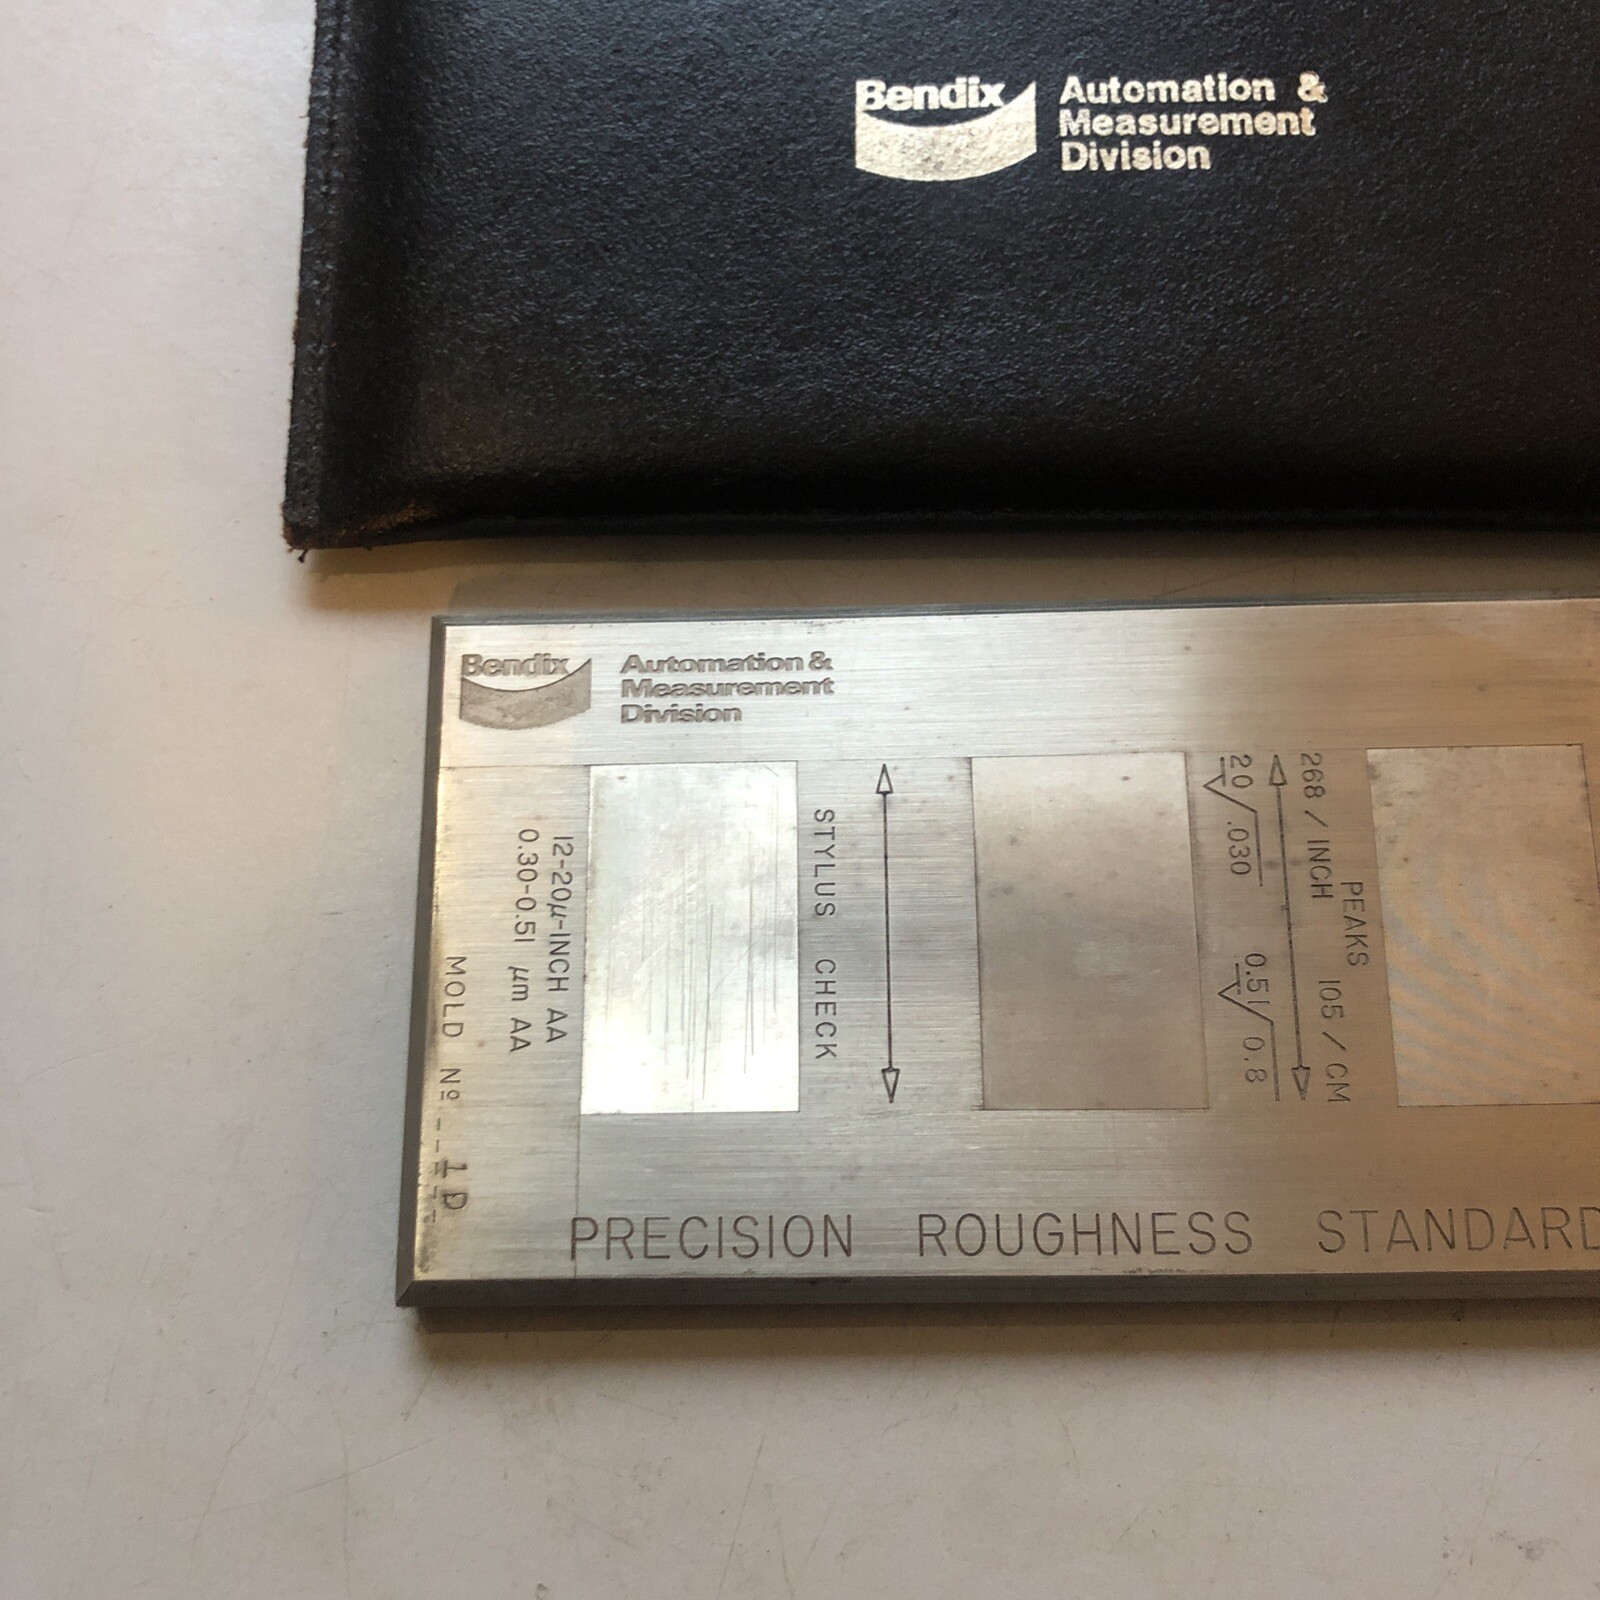 Bendix
Automation &
Measurement
Division
Bendix
Automation &
Measurement
Division
12-20µ-INCH AA
0.30-0.51 µm AA
MOLD Nº 1D
STYLUS CHECK
PEAKS
268 / INCH 105 / CM
20 .030 0.51 0.8
PRECISION ROUGHNESS STANDARD